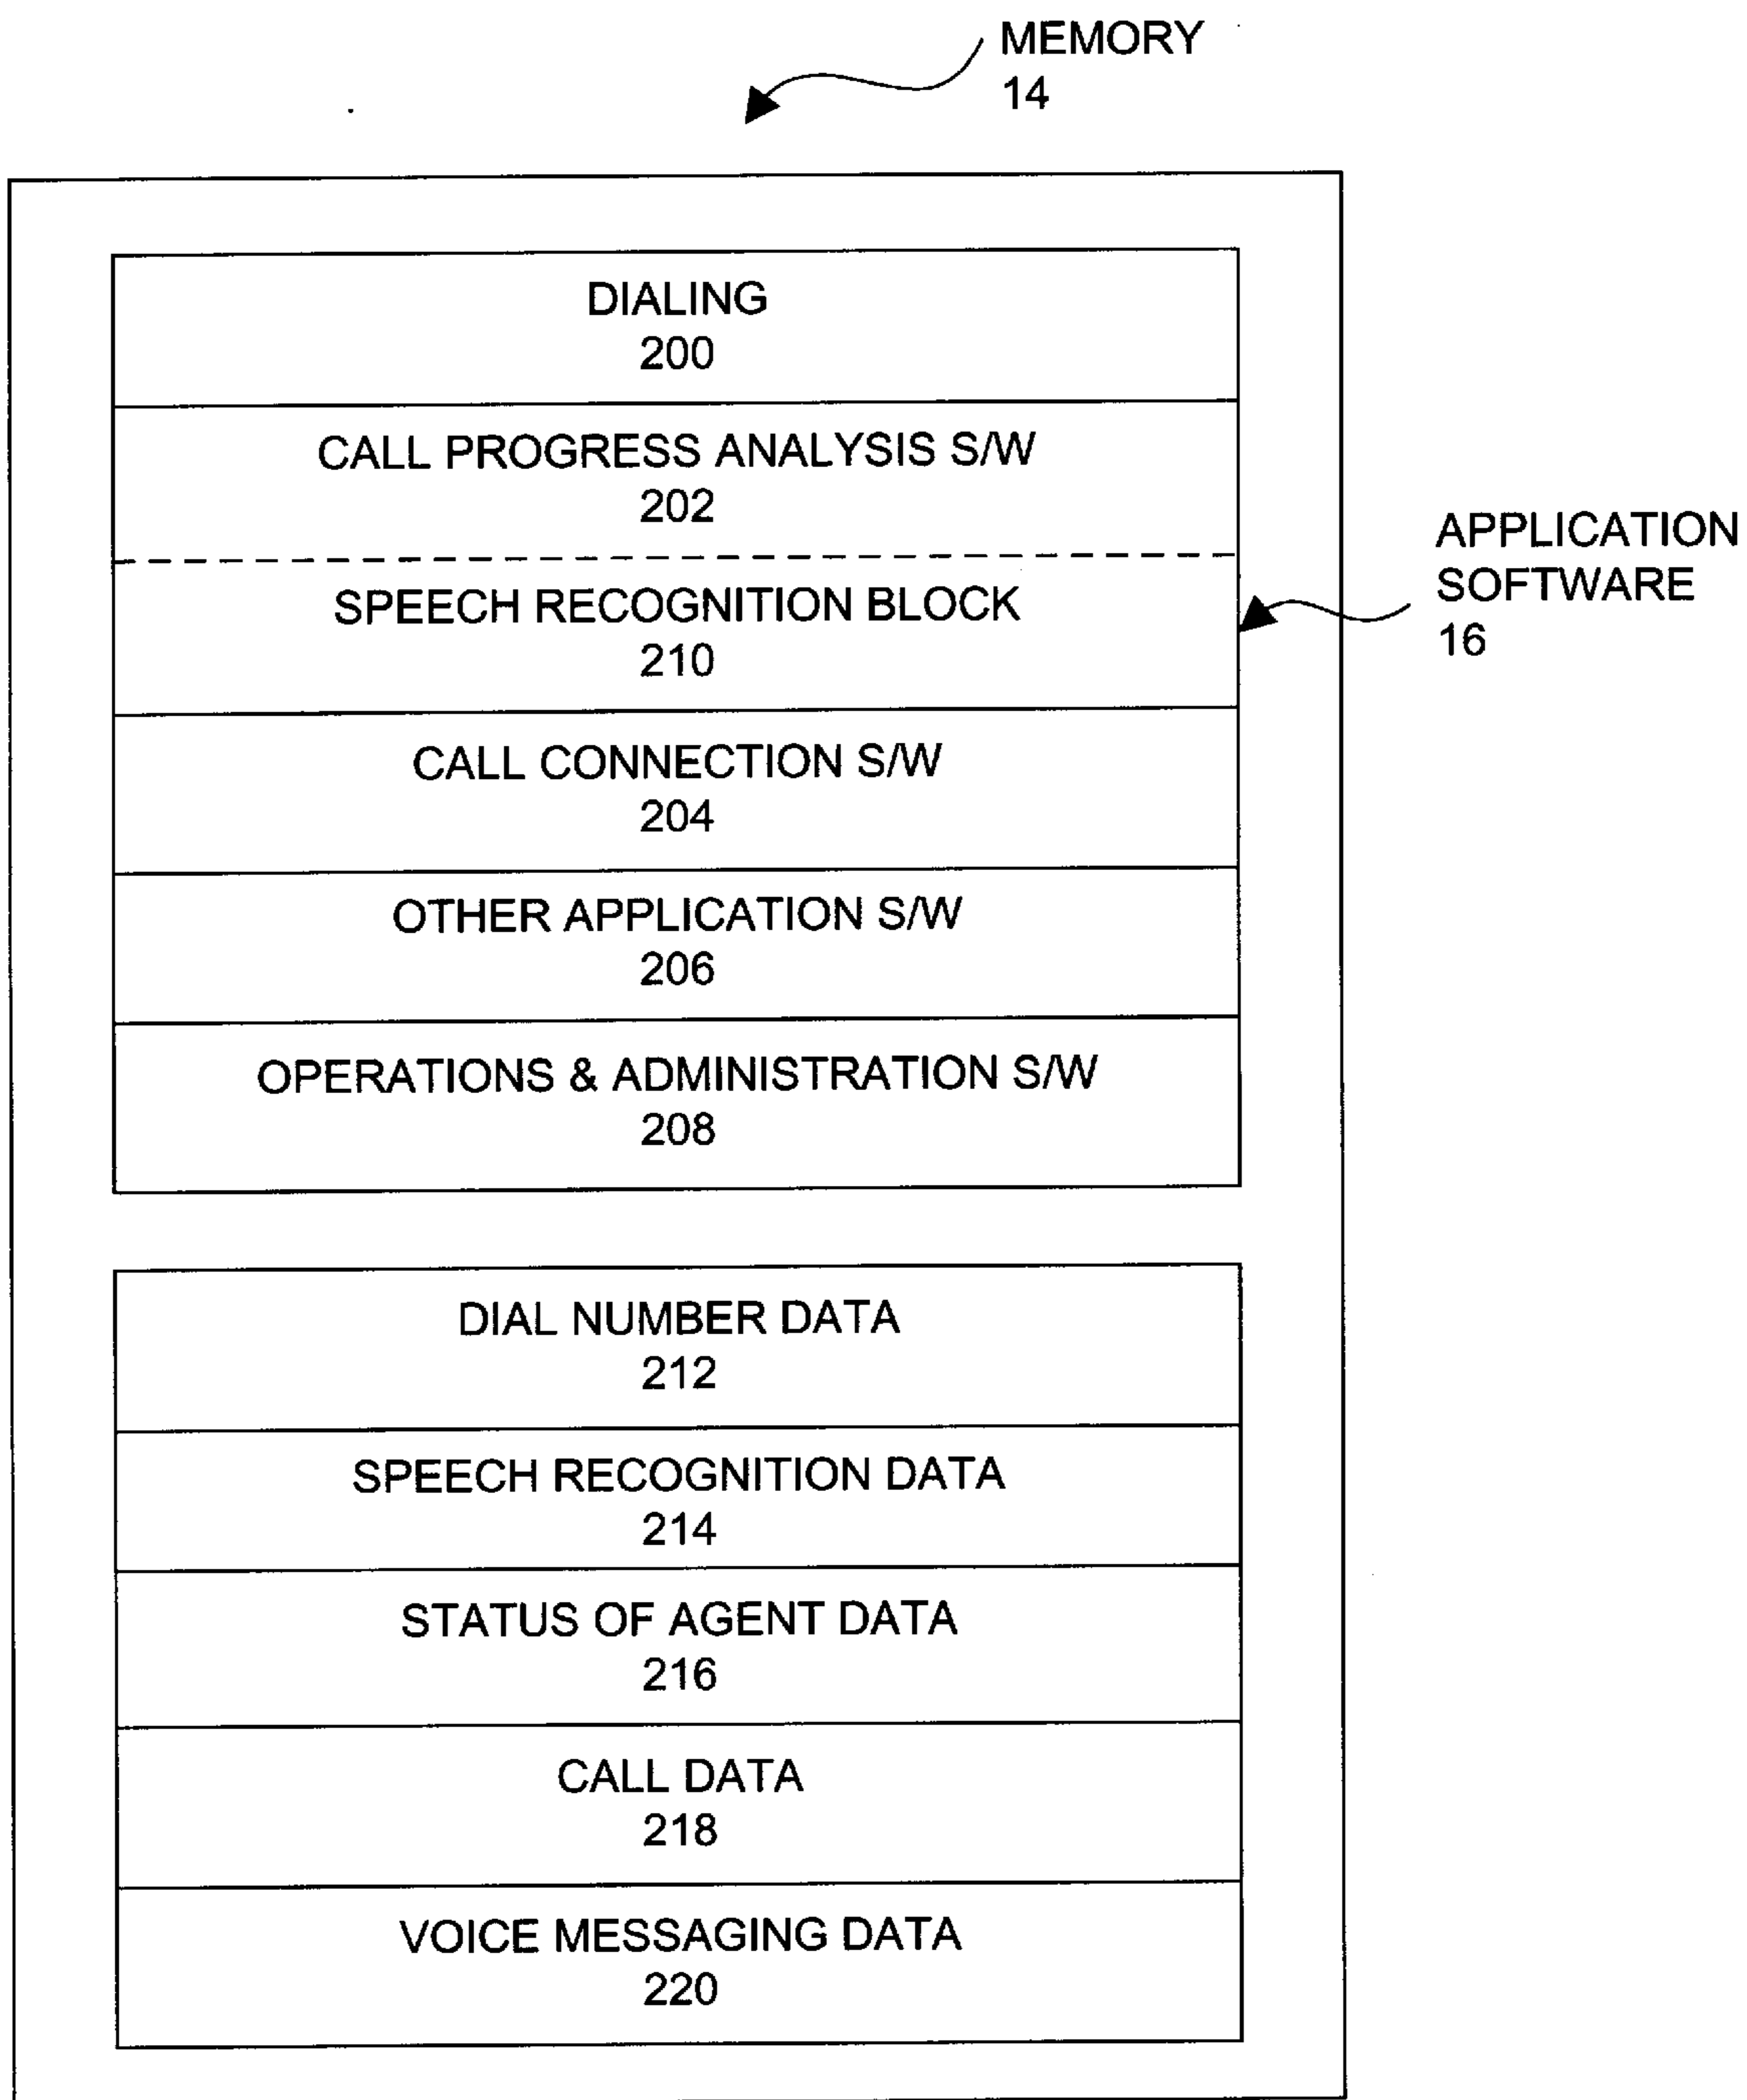 MEMORY
14
DIALING
200
CALL PROGRESS ANALYSIS S/W
202
SPEECH RECOGNITION BLOCK
210
APPLICATION
SOFTWARE
16
CALL CONNECTION S/W
204
OTHER APPLICATION S/W
206
OPERATIONS & ADMINISTRATION S/W
208
DIAL NUMBER DATA
212
SPEECH RECOGNITION DATA
214
STATUS OF AGENT DATA
216
CALL DATA
218
VOICE MESSAGING DATA
220